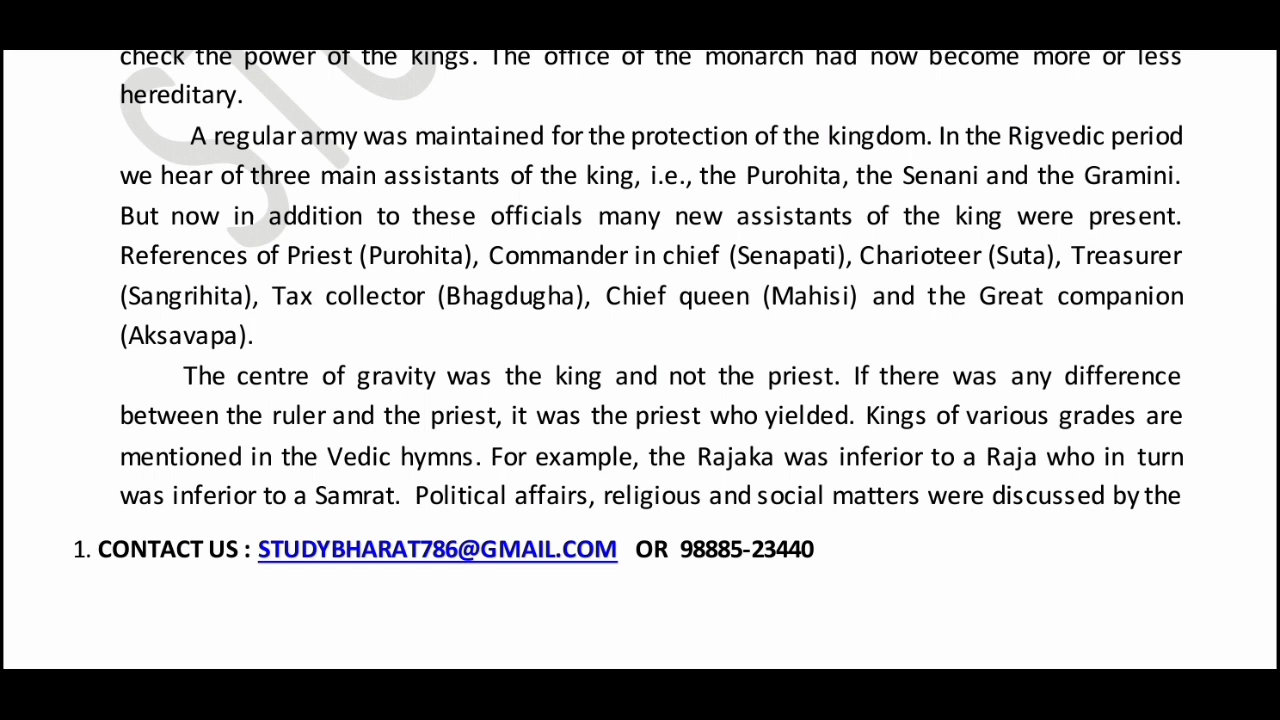 check the power of the kings. The office of the monarch had now become more or less
hereditary.
A regular army was maintained for the protection of the kingdom. In the Rigvedic period
we hear of three main assistants of the king, i.e., the Purohita, the Senani and the Gramini.
But now in addition to these officials many new assistants of the king were present.
References of Priest (Purohita), Commander in chief (Senapati), Charioteer (Suta), Treasurer
(Sangrihita), Tax collector (Bhagdugha), Chief queen (Mahisi) and the Great companion
(Aksavapa).
The centre of gravity was the king and not the priest. If there was any difference
between the ruler and the priest, it was the priest who yielded. Kings of various grades are
mentioned in the Vedic hymns. For example, the Rajaka was inferior to a Raja who in turn
was inferior to a Samrat. Political affairs, religious and social matters were discussed by the
1. CONTACT US : STUDYBHARAT786@GMAIL.COM OR 98885-23440